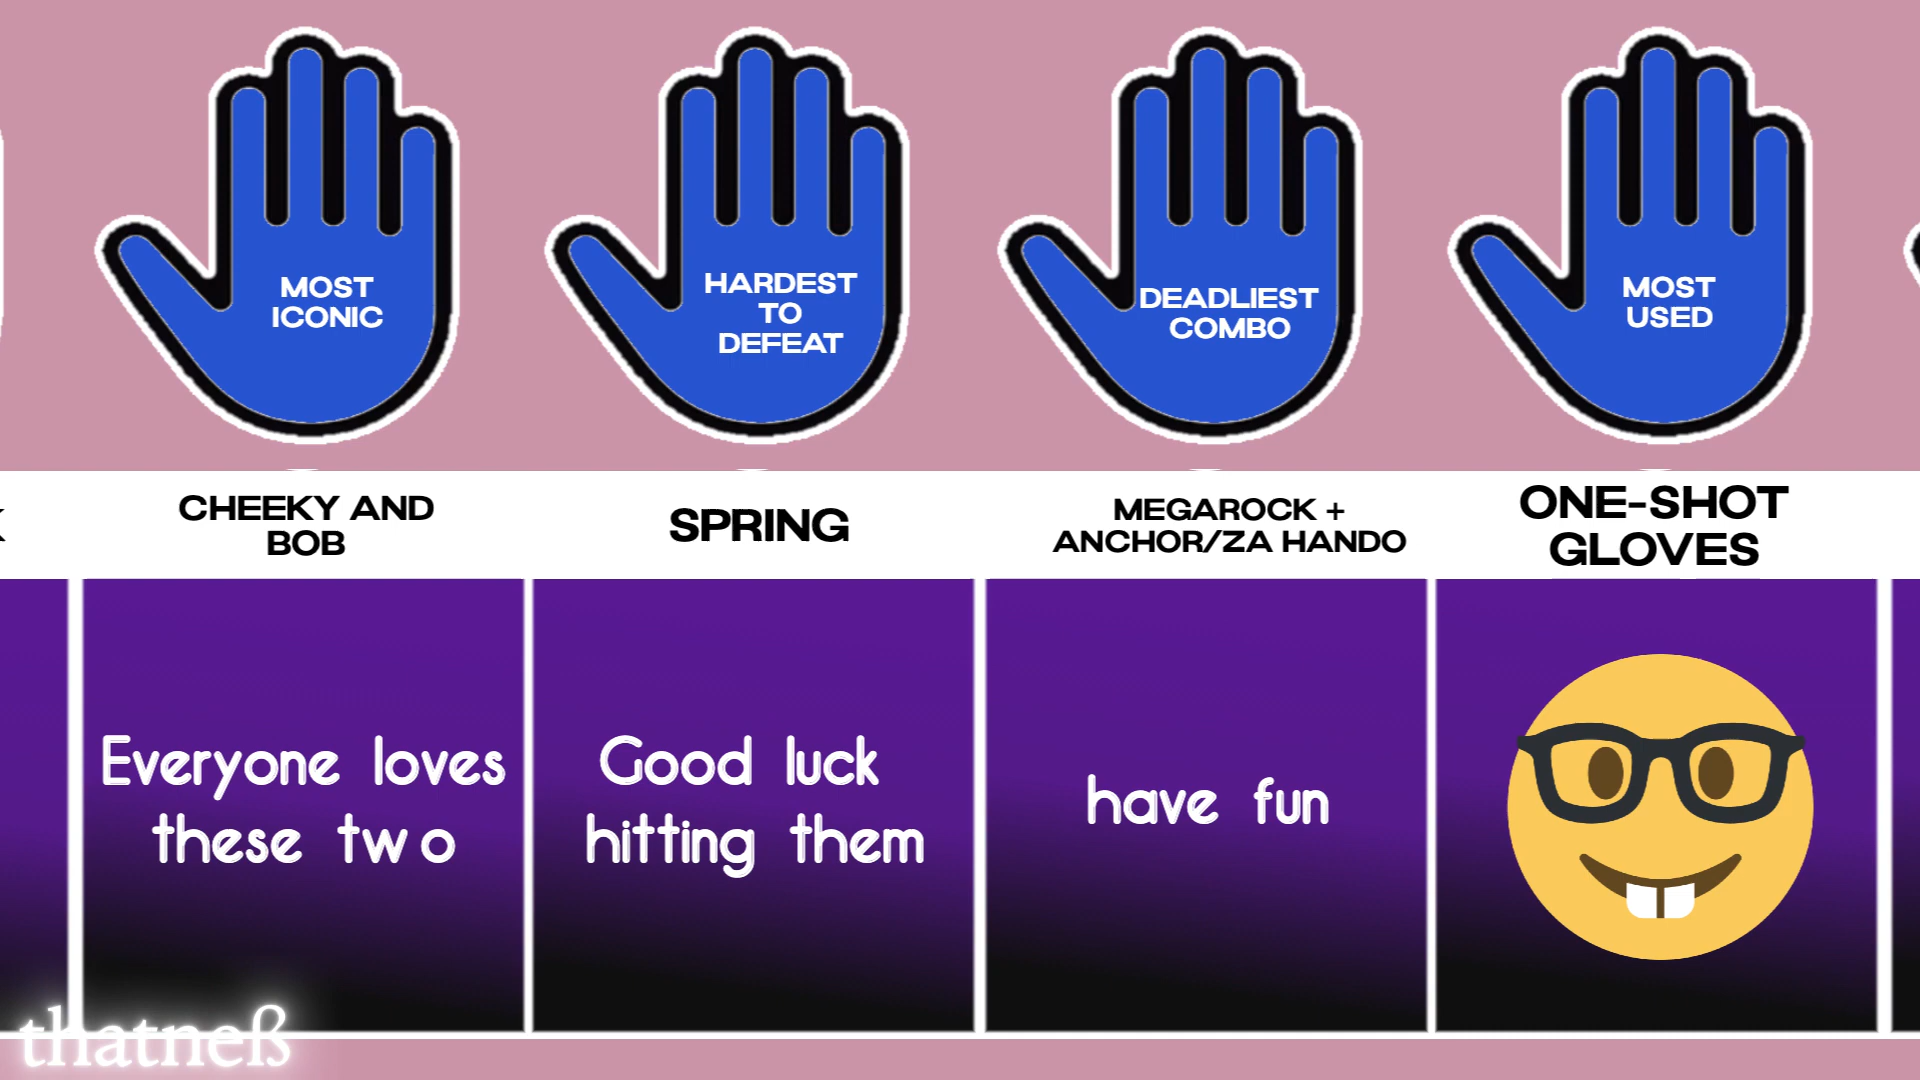 MOST
ICONIC
HARDEST
TO
DEFEAT
DEADLIEST
COMBO
MOST
USED
CHEEKY AND
BOB
SPRING
MEGAROCK +
ANCHOR/ZA HANDO
ONE-SHOT
GLOVES
Everyone loves
these two
Good luck
hitting them
have fun
thatneß